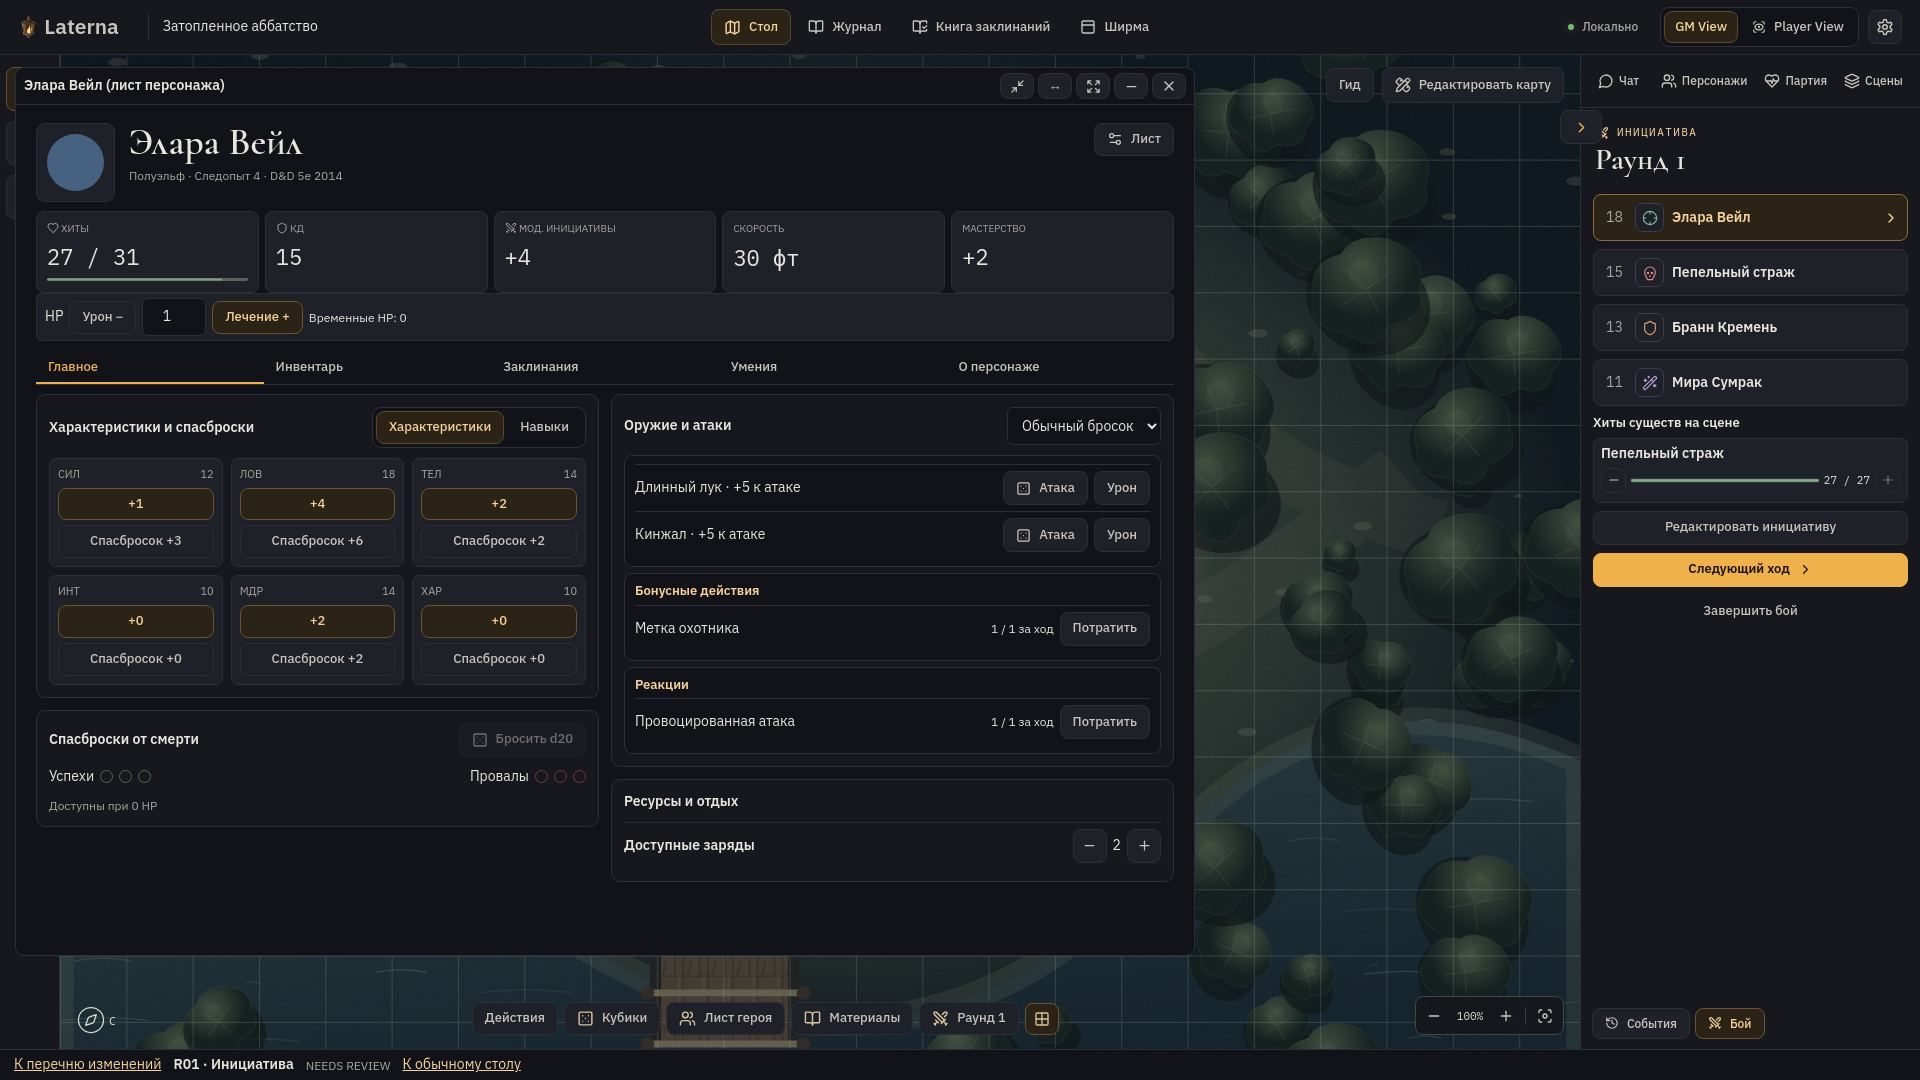 Laterna
Затопленное аббатство
Стол
Журнал
Книга заклинаний
Ширма
Локально
GM View
Player View
Элара Вейл (лист персонажа)
↔
Гид
Редактировать карту
Чат
Персонажи
Партия
Сцены
Элара Вейл
Полуэльф · Следопыт 4 · D&D 5e 2014
Лист
ХИТЫ
27 / 31
КД
15
МОД. ИНИЦИАТИВЫ
+4
СКОРОСТЬ
30 фт
МАСТЕРСТВО
+2
HP
Урон −
1
Лечение +
Временные HP: 0
Главное
Инвентарь
Заклинания
Умения
О персонаже
Характеристики и спасброски
Характеристики
Навыки
СИЛ 12
+1
Спасбросок +3
ЛОВ 18
+4
Спасбросок +6
ТЕЛ 14
+2
Спасбросок +2
ИНТ 10
+0
Спасбросок +0
МДР 14
+2
Спасбросок +2
ХАР 10
+0
Спасбросок +0
Спасброски от смерти
Бросить d20
Успехи
Провалы
Доступны при 0 HP
Оружие и атаки
Обычный бросок
Длинный лук · +5 к атаке
Атака
Урон
Кинжал · +5 к атаке
Атака
Урон
Бонусные действия
Метка охотника
1 / 1 за ход
Потратить
Реакции
Провоцированная атака
1 / 1 за ход
Потратить
Ресурсы и отдых
Доступные заряды
− 2 +
ИНИЦИАТИВА
Раунд 1
18 Элара Вейл
15 Пепельный страж
13 Бранн Кремень
11 Мира Сумрак
Хиты существ на сцене
Пепельный страж
− 27 / 27 +
Редактировать инициативу
Следующий ход
Завершить бой
С
Действия
Кубики
Лист героя
Материалы
Раунд 1
− 100% +
События
Бой
К перечню изменений
R01 · Инициатива
NEEDS REVIEW
К обычному столу